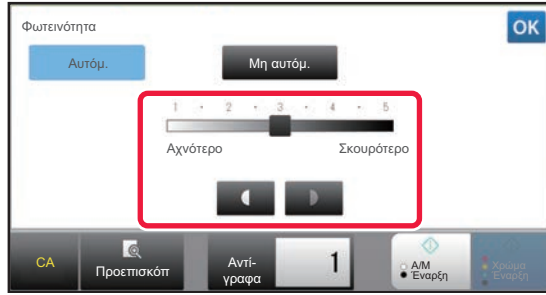 Φωτεινότητα
OK
Αυτόμ.
Μη αυτόμ.
1 · 2 · 3 · 4 · 5
Αχνότερο
Σκουρότερο
CA
Προεπισκόπ
Αντί-
γραφα
1
Α/Μ
Έναρξη
Χρώμα
Έναρξη